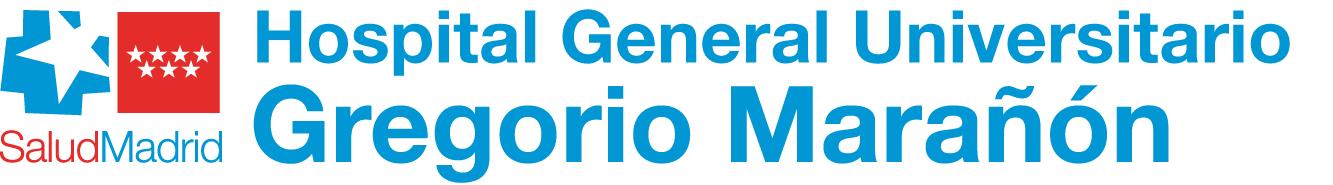 Hospital General Universitario
Gregorio Marañón
SaludMadrid